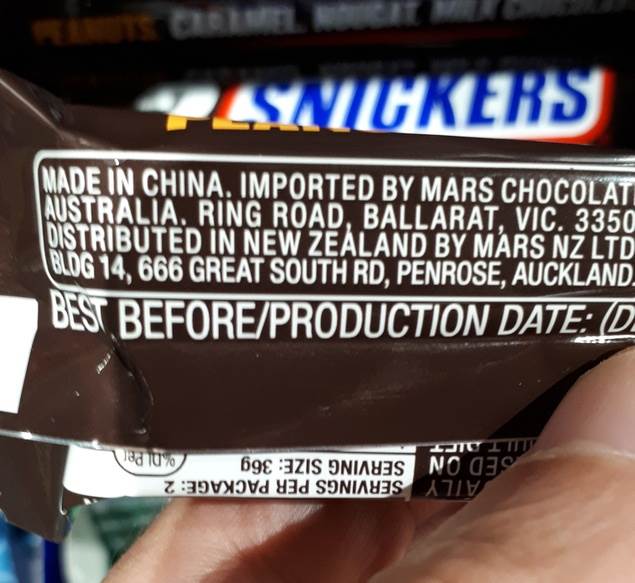 PEANUTS CARAMEL NOUGAT MILK
SNICKERS
MADE IN CHINA. IMPORTED BY MARS CHOCOLAT
AUSTRALIA. RING ROAD, BALLARAT, VIC. 3350
DISTRIBUTED IN NEW ZEALAND BY MARS NZ LTD
BLDG 14, 666 GREAT SOUTH RD, PENROSE, AUCKLAND.
BEST BEFORE/PRODUCTION DATE: (D
SERVINGS PER PACKAGE: 2
SERVING SIZE: 36g
%DI Per